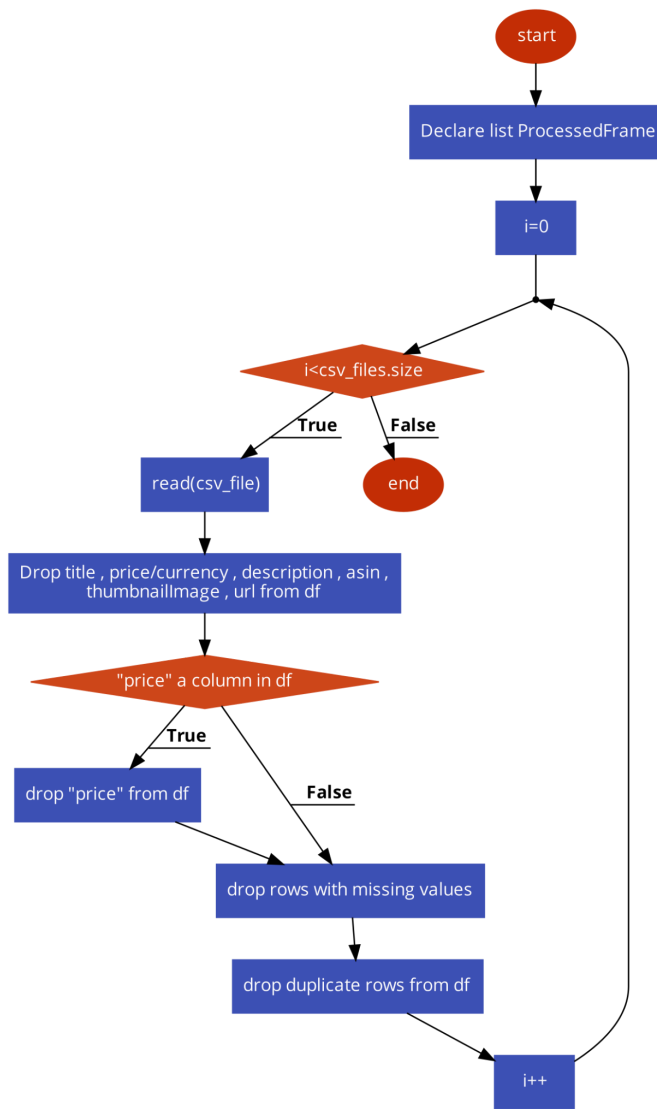 start
Declare list ProcessedFrame
i=0
i<csv_files.size
True
False
read(csv_file)
end
Drop title , price/currency , description , asin ,
thumbnailImage , url from df
"price" a column in df
True
drop "price" from df
False
drop rows with missing values
drop duplicate rows from df
i++